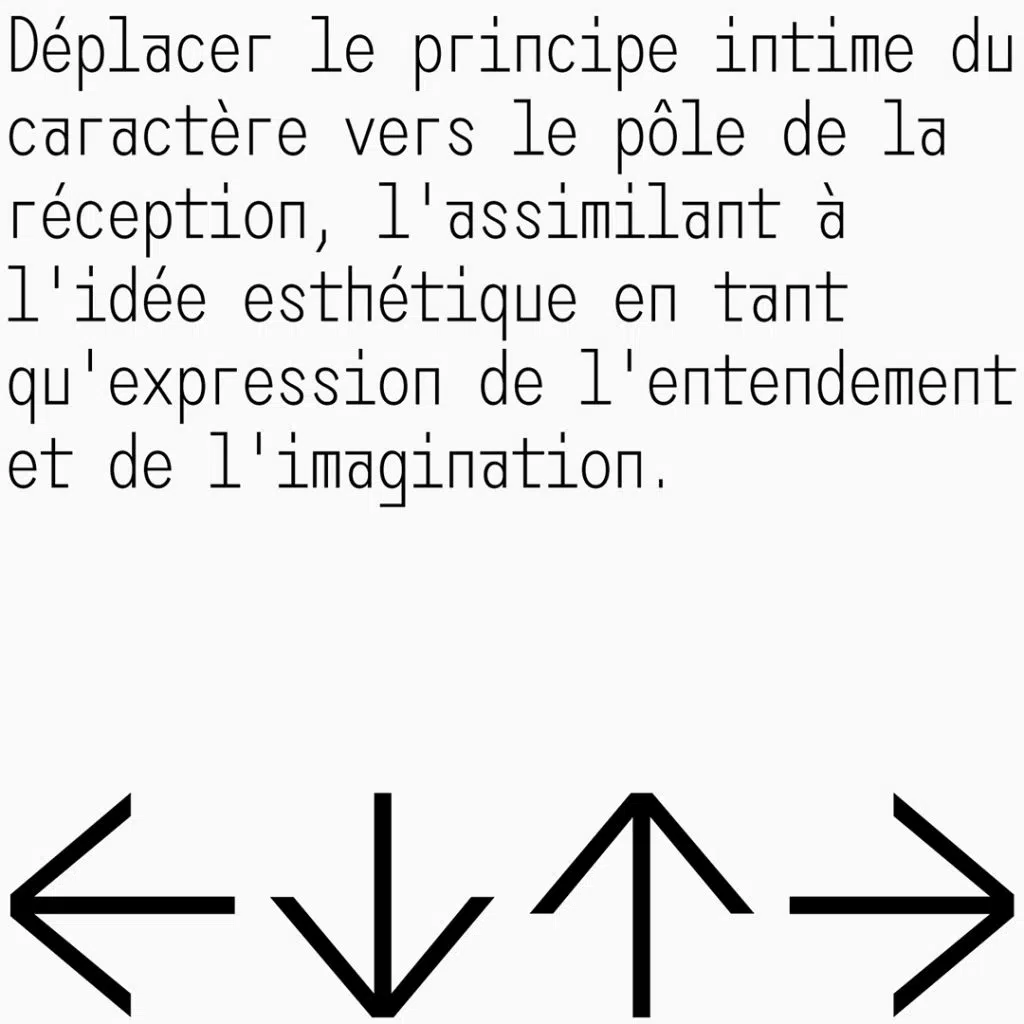 Déplacer le principe intime du
caractère vers le pôle de la
réception, l'assimilant à
l'idée esthétique en tant
qu'expression de l'entendement
et de l'imagination.
← ↓ ↑ →